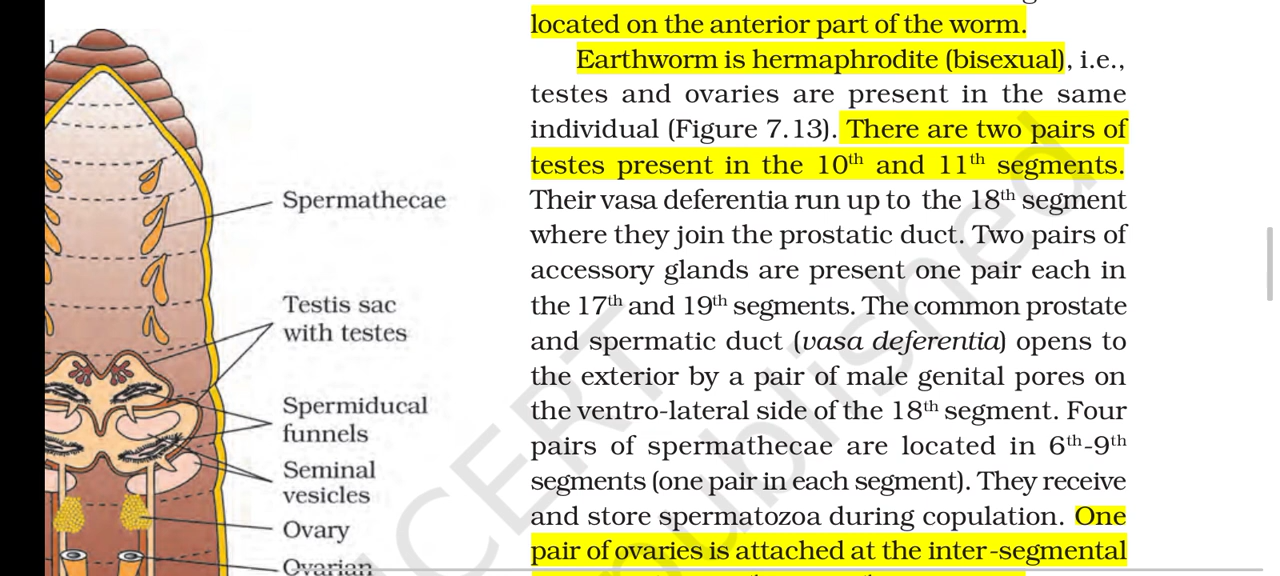 located on the anterior part of the worm.
Earthworm is hermaphrodite (bisexual), i.e.,
testes and ovaries are present in the same
individual (Figure 7.13). There are two pairs of
testes present in the 10th and 11th segments.
Their vasa deferentia run up to the 18th segment
where they join the prostatic duct. Two pairs of
accessory glands are present one pair each in
the 17th and 19th segments. The common prostate
and spermatic duct (vasa deferentia) opens to
the exterior by a pair of male genital pores on
the ventro-lateral side of the 18th segment. Four
pairs of spermathecae are located in 6th-9th
segments (one pair in each segment). They receive
and store spermatozoa during copulation. One
pair of ovaries is attached at the inter-segmental
1
Spermathecae
Testis sac
with testes
Spermiducal
funnels
Seminal
vesicles
Ovary
Ovarian